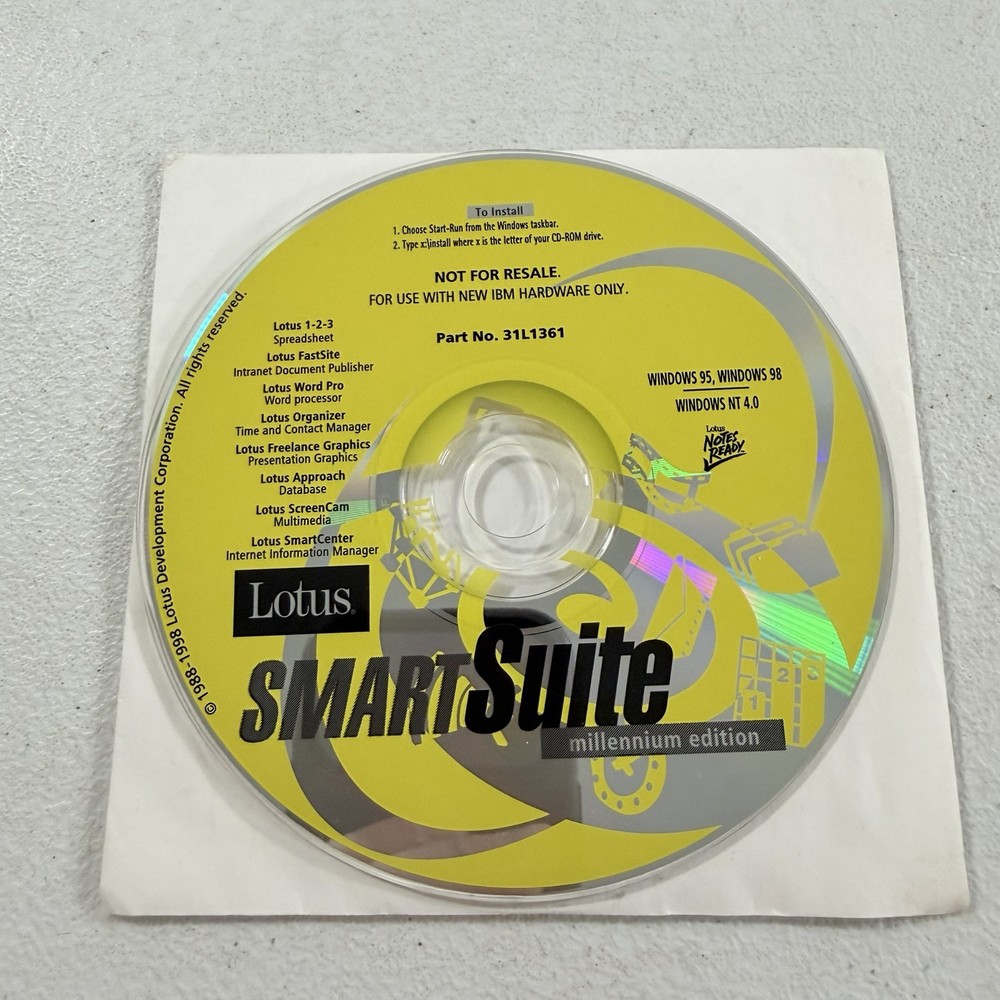 To Install
1. Choose Start-Run from the Windows taskbar.
2. Type x:\install where x is the letter of your CD-ROM drive.
NOT FOR RESALE.
FOR USE WITH NEW IBM HARDWARE ONLY.
Part No. 31L1361
Lotus 1-2-3
Spreadsheet
Lotus FastSite
Intranet Document Publisher
Lotus Word Pro
Word processor
Lotus Organizer
Time and Contact Manager
Lotus Freelance Graphics
Presentation Graphics
Lotus Approach
Database
Lotus ScreenCam
Multimedia
Lotus SmartCenter
Internet Information Manager
WINDOWS 95, WINDOWS 98
WINDOWS NT 4.0
Lotus
NOTES
READY
© 1988-1998 Lotus Development Corporation. All rights reserved.
Lotus®
SMARTSuite
millennium edition
1 2 3